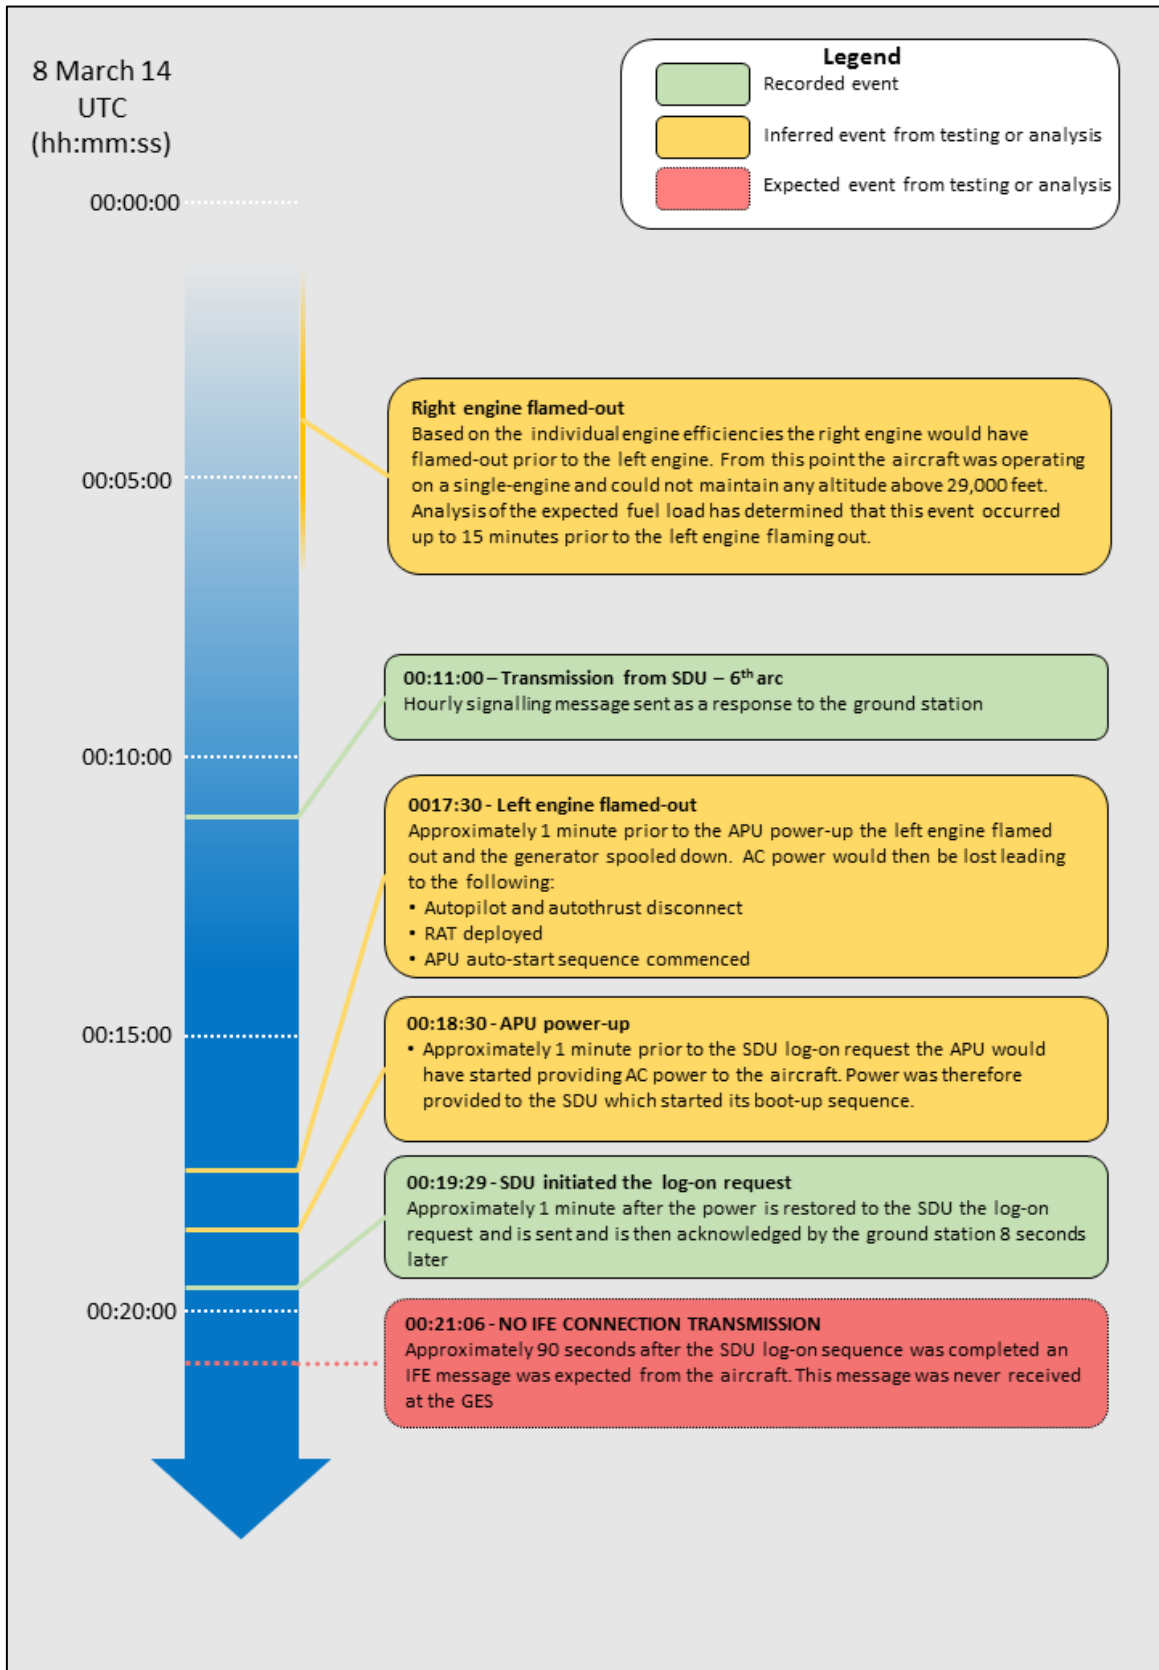 8 March 14
UTC
(hh:mm:ss)
Legend
Recorded event
Inferred event from testing or analysis
Expected event from testing or analysis
00:00:00
00:05:00
Right engine flamed-out
Based on the individual engine efficiencies the right engine would have
flamed-out prior to the left engine. From this point the aircraft was operating
on a single-engine and could not maintain any altitude above 29,000 feet.
Analysis of the expected fuel load has determined that this event occurred
up to 15 minutes prior to the left engine flaming out.
00:11:00 – Transmission from SDU – 6th arc
Hourly signalling message sent as a response to the ground station
00:10:00
0017:30 - Left engine flamed-out
Approximately 1 minute prior to the APU power-up the left engine flamed
out and the generator spooled down. AC power would then be lost leading
to the following:
• Autopilot and autothrust disconnect
• RAT deployed
• APU auto-start sequence commenced
00:15:00
00:18:30 - APU power-up
• Approximately 1 minute prior to the SDU log-on request the APU would
have started providing AC power to the aircraft. Power was therefore
provided to the SDU which started its boot-up sequence.
00:19:29 - SDU initiated the log-on request
Approximately 1 minute after the power is restored to the SDU the log-on
request and is sent and is then acknowledged by the ground station 8 seconds
later
00:20:00
00:21:06 - NO IFE CONNECTION TRANSMISSION
Approximately 90 seconds after the SDU log-on sequence was completed an
IFE message was expected from the aircraft. This message was never received
at the GES